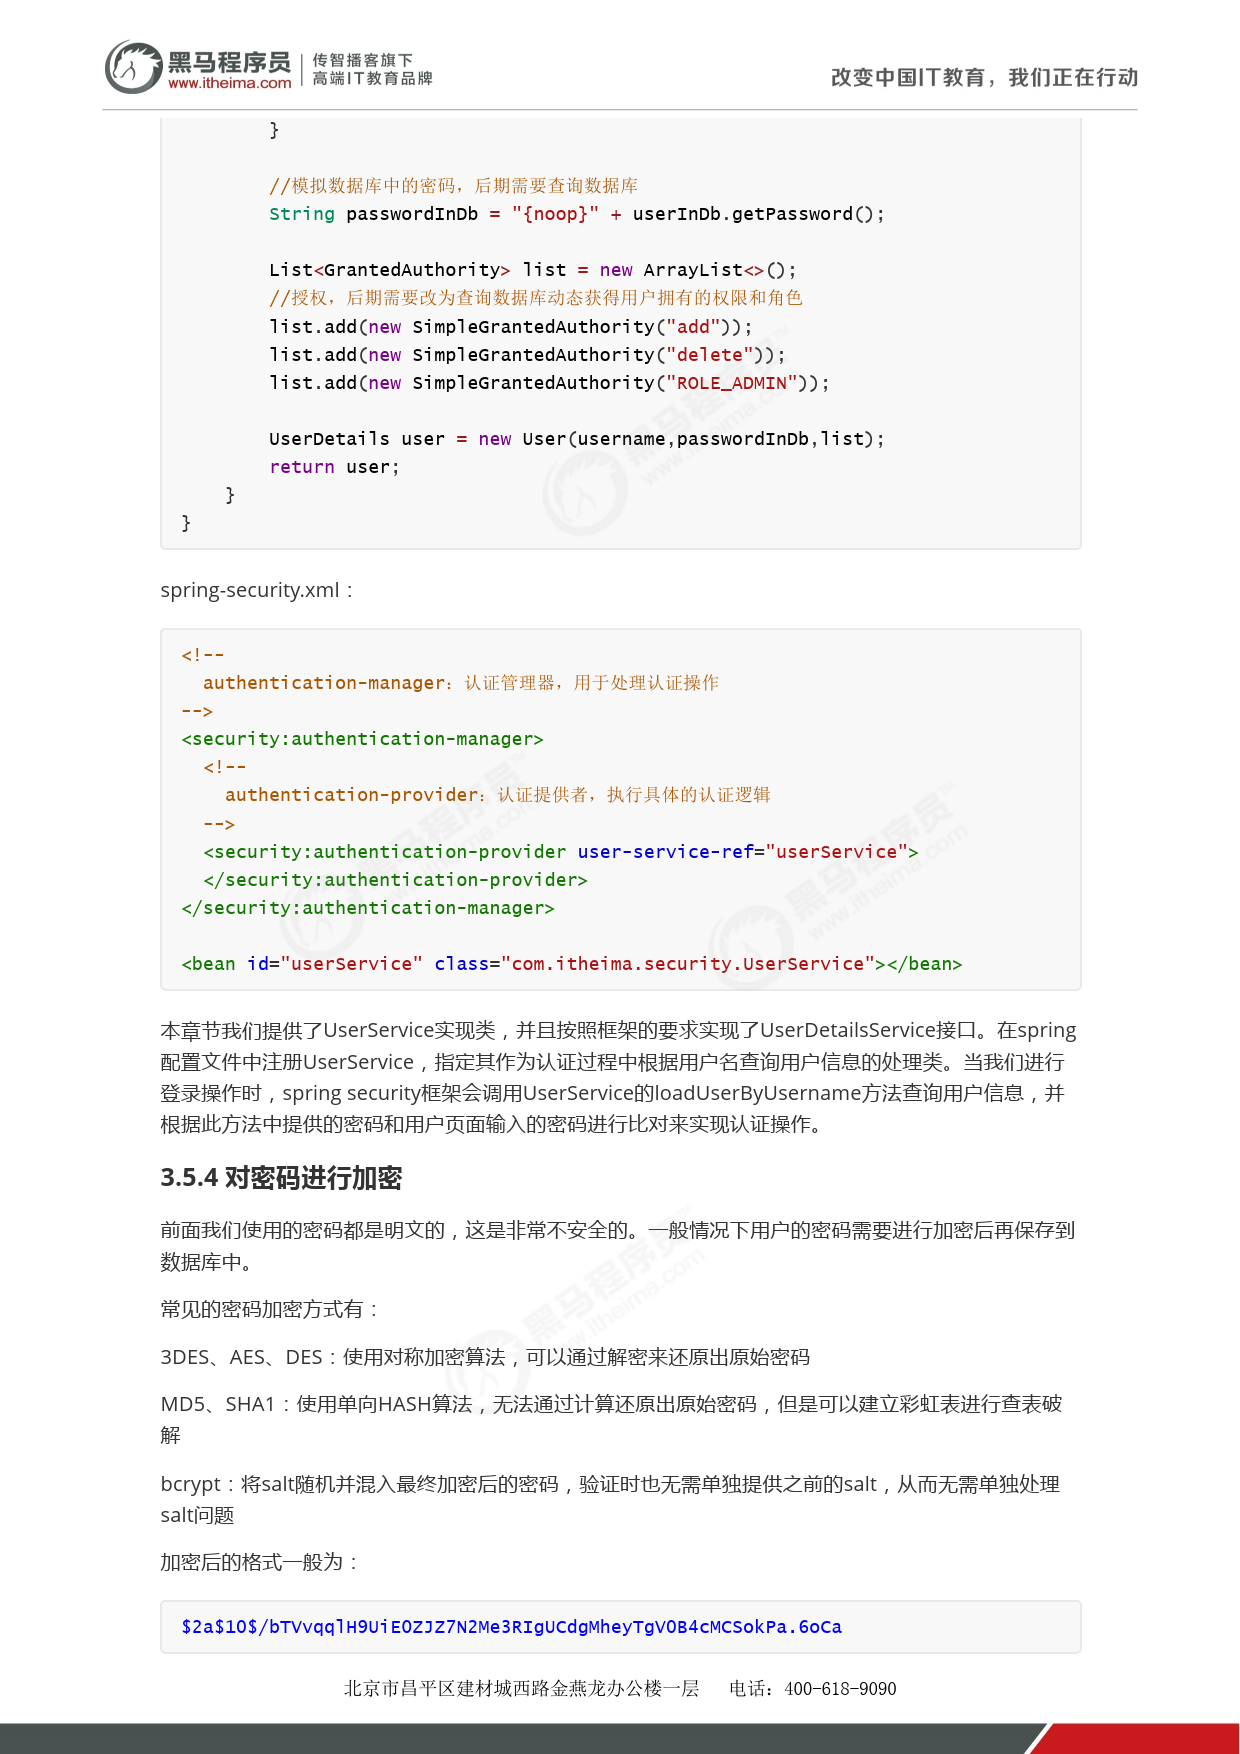 黑马程序员
www.itheima.com
传智播客旗下
高端IT教育品牌
改变中国IT教育，我们正在行动
}
//模拟数据库中的密码，后期需要查询数据库
String passwordInDb = "{noop}" + userInDb.getPassword();
List<GrantedAuthority> list = new ArrayList<>();
//授权，后期需要改为查询数据库动态获得用户拥有的权限和角色
list.add(new SimpleGrantedAuthority("add"));
list.add(new SimpleGrantedAuthority("delete"));
list.add(new SimpleGrantedAuthority("ROLE_ADMIN"));
UserDetails user = new User(username,passwordInDb,list);
return user;
}
}
spring-security.xml：
<!--
authentication-manager：认证管理器，用于处理认证操作
-->
<security:authentication-manager>
<!--
authentication-provider：认证提供者，执行具体的认证逻辑
-->
<security:authentication-provider user-service-ref="userService">
</security:authentication-provider>
</security:authentication-manager>
<bean id="userService" class="com.itheima.security.UserService"></bean>
本章节我们提供了UserService实现类，并且按照框架的要求实现了UserDetailsService接口。在spring
配置文件中注册UserService，指定其作为认证过程中根据用户名查询用户信息的处理类。当我们进行
登录操作时，spring security框架会调用UserService的loadUserByUsername方法查询用户信息，并
根据此方法中提供的密码和用户页面输入的密码进行比对来实现认证操作。
3.5.4 对密码进行加密
前面我们使用的密码都是明文的，这是非常不安全的。一般情况下用户的密码需要进行加密后再保存到
数据库中。
常见的密码加密方式有：
3DES、AES、DES：使用对称加密算法，可以通过解密来还原出原始密码
MD5、SHA1：使用单向HASH算法，无法通过计算还原出原始密码，但是可以建立彩虹表进行查表破
解
bcrypt：将salt随机并混入最终加密后的密码，验证时也无需单独提供之前的salt，从而无需单独处理
salt问题
加密后的格式一般为：
$2a$10$/bTVvqqlH9UiE0ZJZ7N2Me3RIgUCdgMheyTgV0B4cMCSokPa.6oCa
北京市昌平区建材城西路金燕龙办公楼一层 电话：400-618-9090